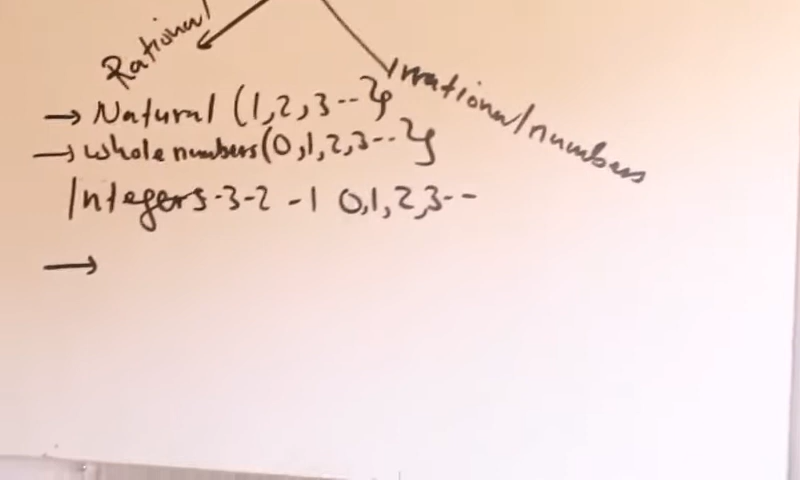 Rational
Irrational numbers
→ Natural (1,2,3--}
→ whole numbers (0,1,2,3--}
Integers -3-2 -1 0,1,2,3--
→